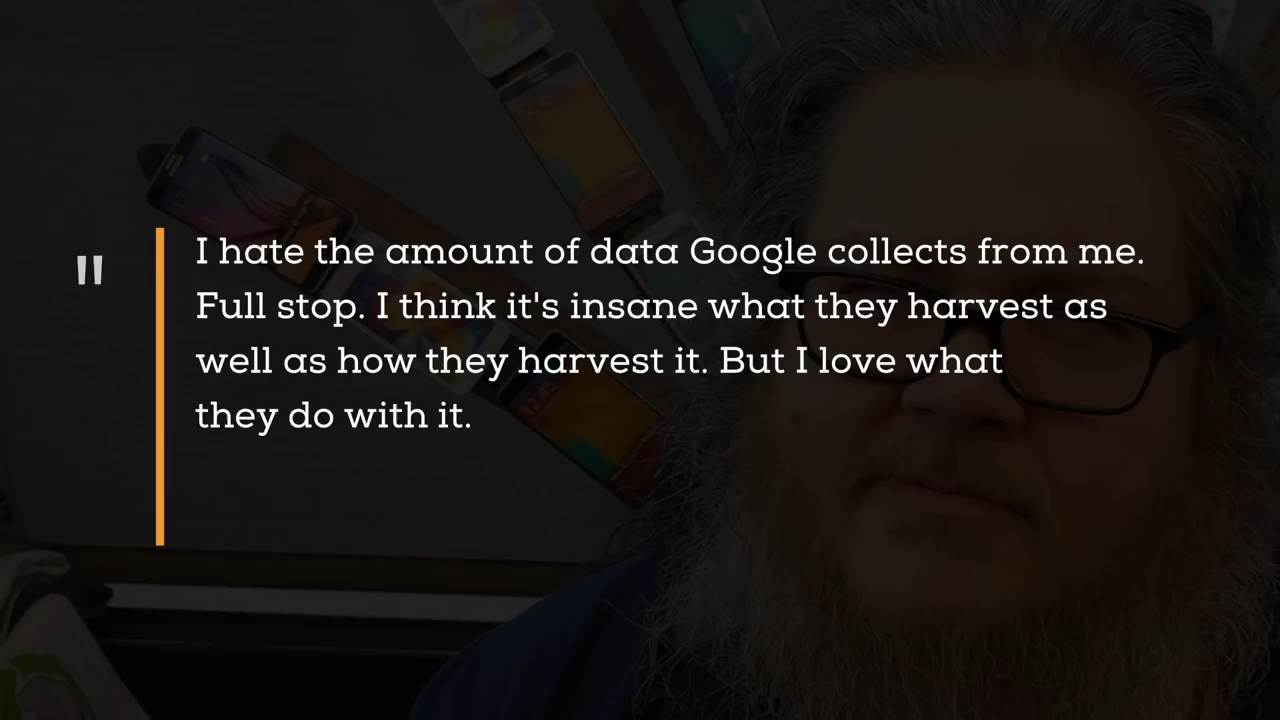 "
I hate the amount of data Google collects from me.
Full stop. I think it's insane what they harvest as
well as how they harvest it. But I love what
they do with it.